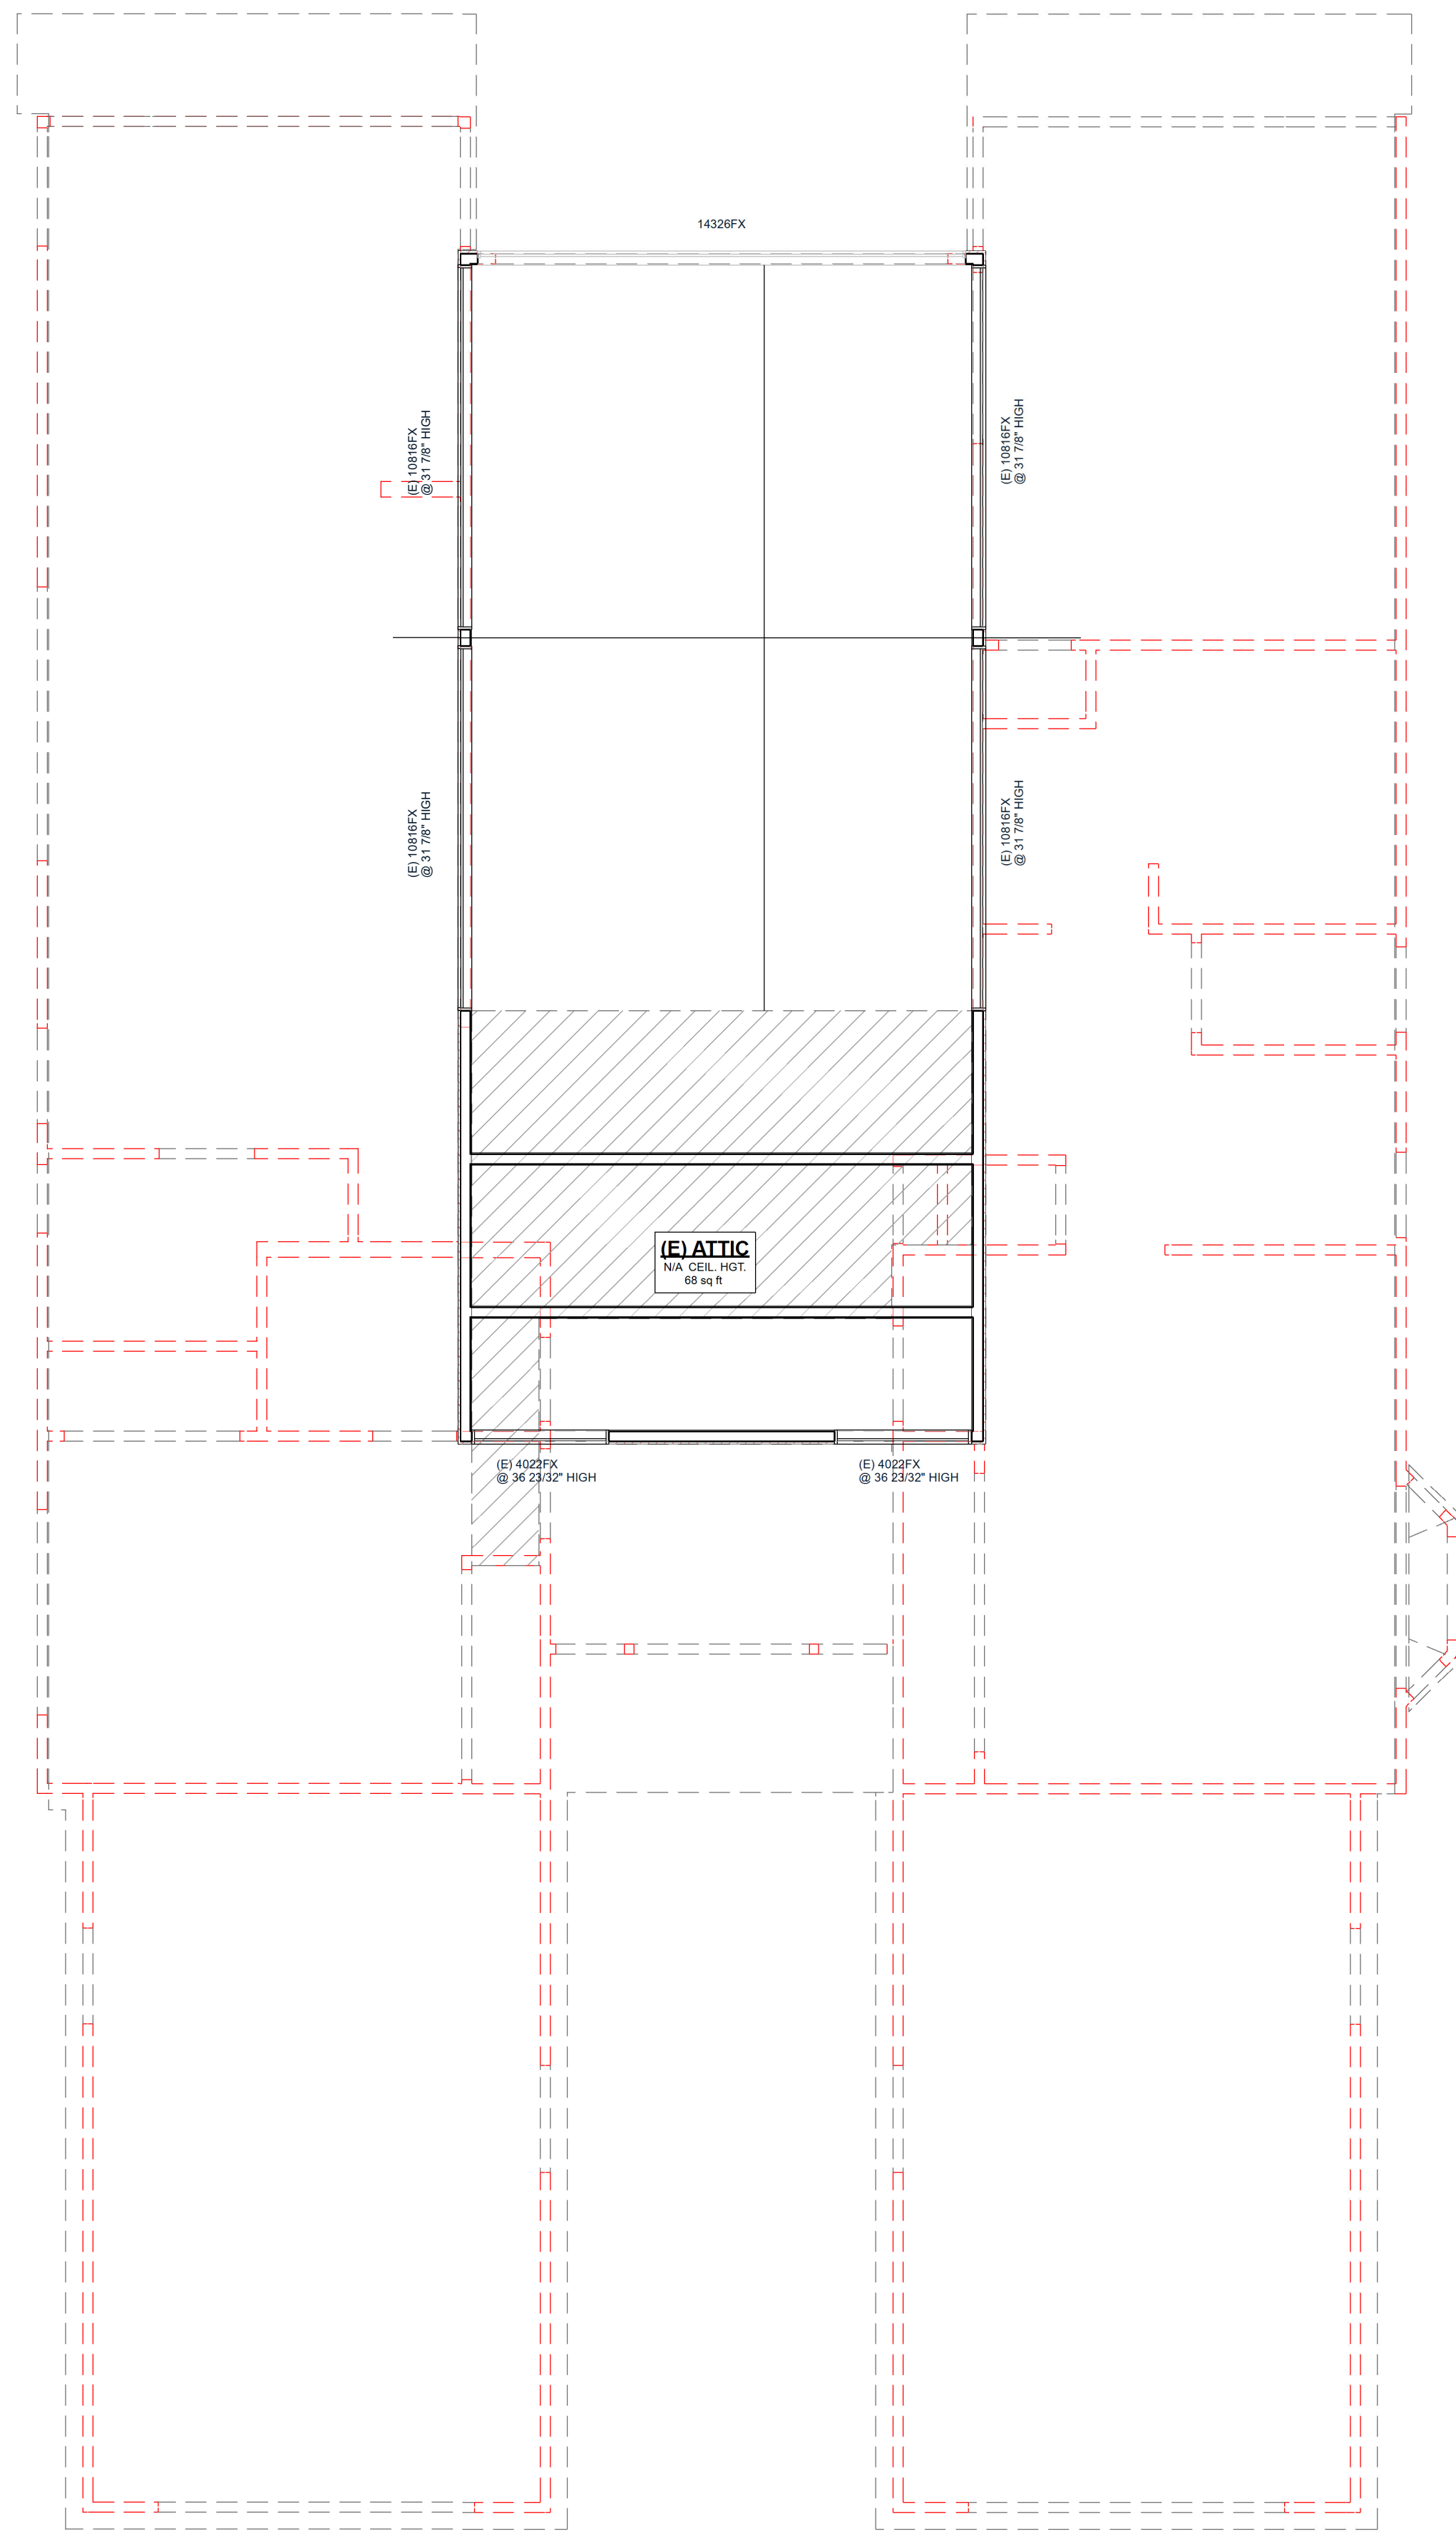 14326FX
(E) 10816FX
@ 31 7/8" HIGH
(E) 10816FX
@ 31 7/8" HIGH
(E) 10816FX
@ 31 7/8" HIGH
(E) 10816FX
@ 31 7/8" HIGH
(E) ATTIC
N/A CEIL. HGT.
68 sq ft
(E) 4022FX
@ 36 23/32" HIGH
(E) 4022FX
@ 36 23/32" HIGH